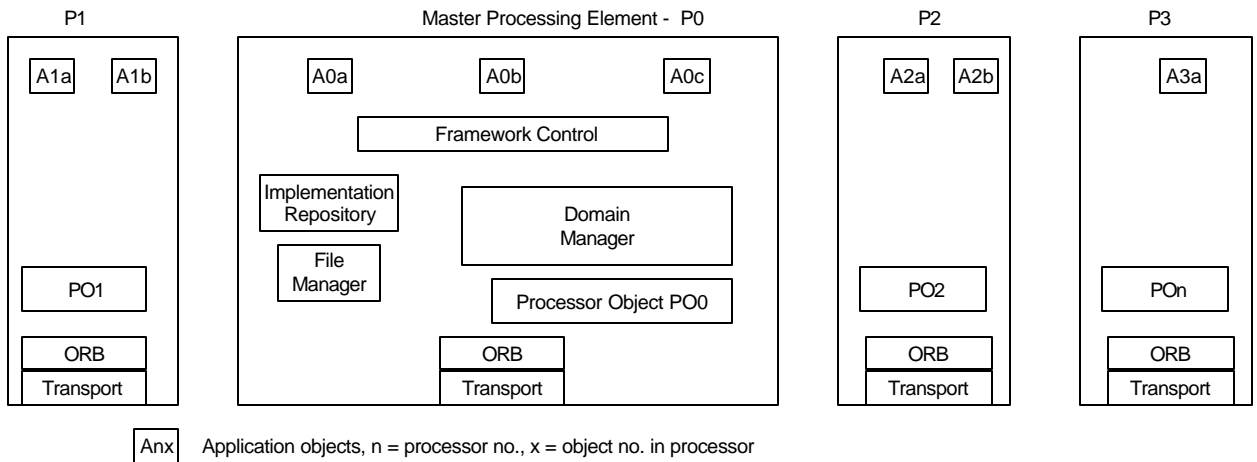 P1
Master Processing Element - P0
P2
P3
A1a
A1b
A0a
A0b
A0c
A2a
A2b
A3a
Framework Control
Implementation
Repository
Domain
Manager
File
Manager
PO1
Processor Object PO0
PO2
POn
ORB
ORB
ORB
ORB
Transport
Transport
Transport
Transport
Anx
Application objects, n = processor no., x = object no. in processor